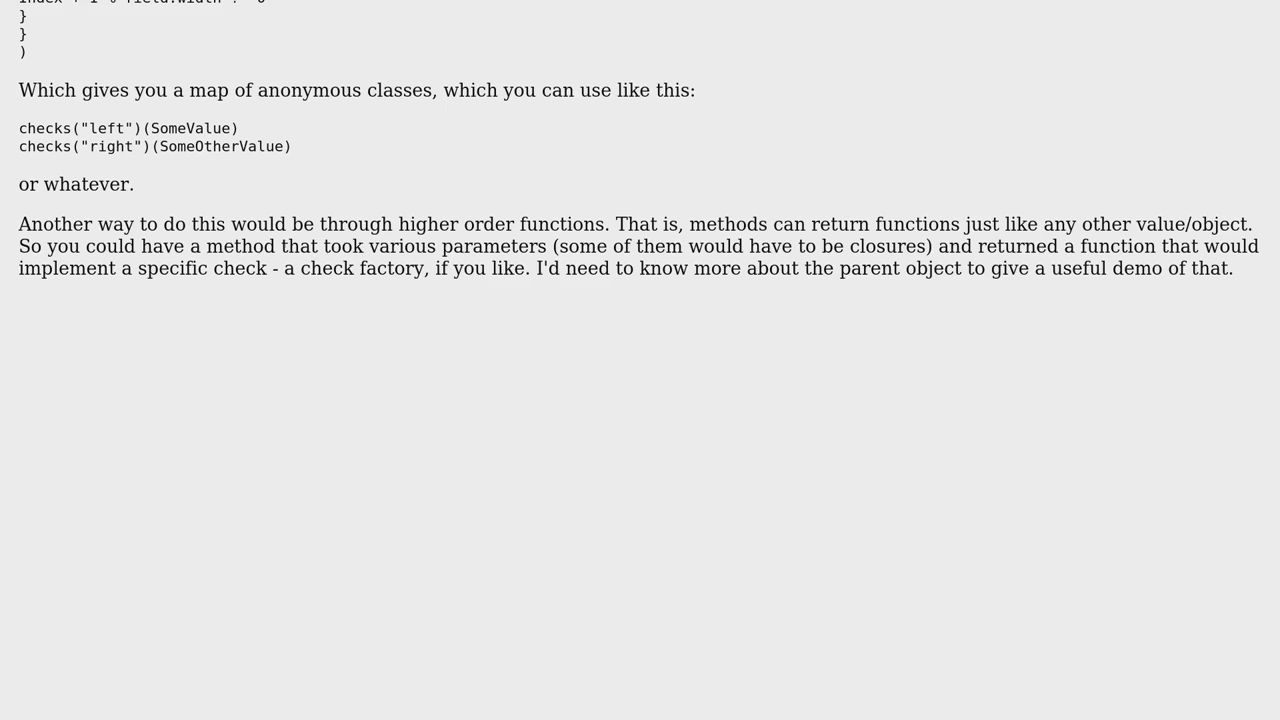 }
}
)
Which gives you a map of anonymous classes, which you can use like this:
checks("left")(SomeValue)
checks("right")(SomeOtherValue)
or whatever.
Another way to do this would be through higher order functions. That is, methods can return functions just like any other value/object.
So you could have a method that took various parameters (some of them would have to be closures) and returned a function that would
implement a specific check - a check factory, if you like. I'd need to know more about the parent object to give a useful demo of that.